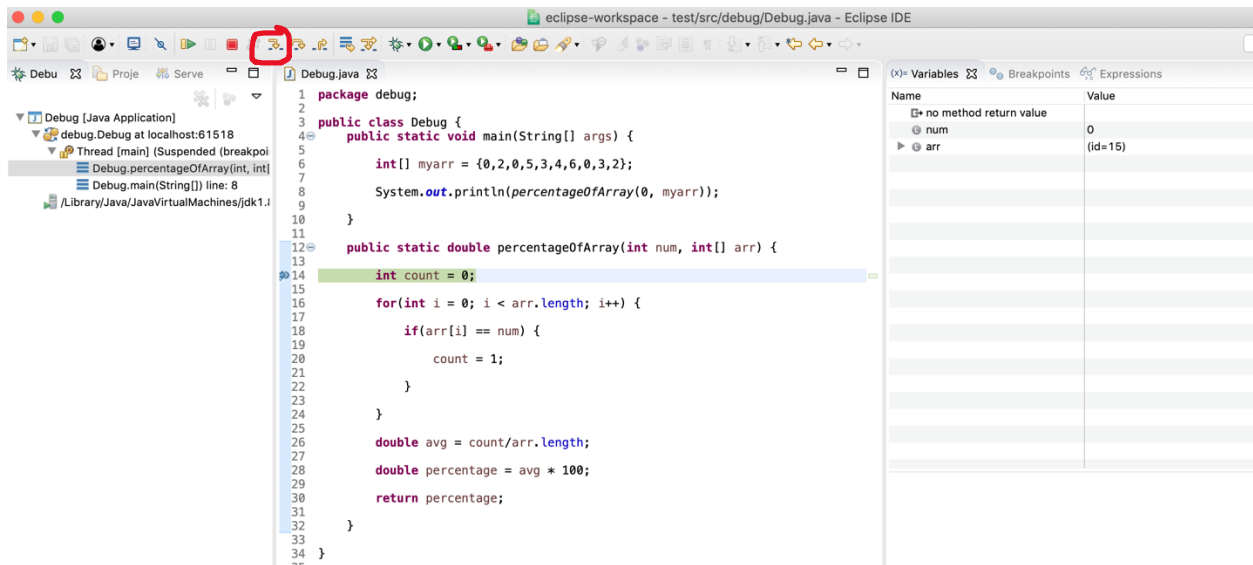 eclipse-workspace - test/src/debug/Debug.java - Eclipse IDE
Debu
Proje
Serve
Debug [Java Application]
debug.Debug at localhost:61518
Thread [main] (Suspended (breakpoi
Debug.percentageOfArray(int, int[
Debug.main(String[]) line: 8
/Library/Java/JavaVirtualMachines/jdk1.8
Debug.java
1 package debug;
2
3 public class Debug {
4 public static void main(String[] args) {
5
6 int[] myarr = {0,2,0,5,3,4,6,0,3,2};
7
8 System.out.println(percentageOfArray(0, myarr));
9
10 }
11
12 public static double percentageOfArray(int num, int[] arr) {
13
14 int count = 0;
15
16 for(int i = 0; i < arr.length; i++) {
17
18 if(arr[i] == num) {
19
20 count = 1;
21
22 }
23
24 }
25
26 double avg = count/arr.length;
27
28 double percentage = avg * 100;
29
30 return percentage;
31
32 }
33
34 }
(x)= Variables
Breakpoints
Expressions
Name Value
no method return value
num 0
arr (id=15)